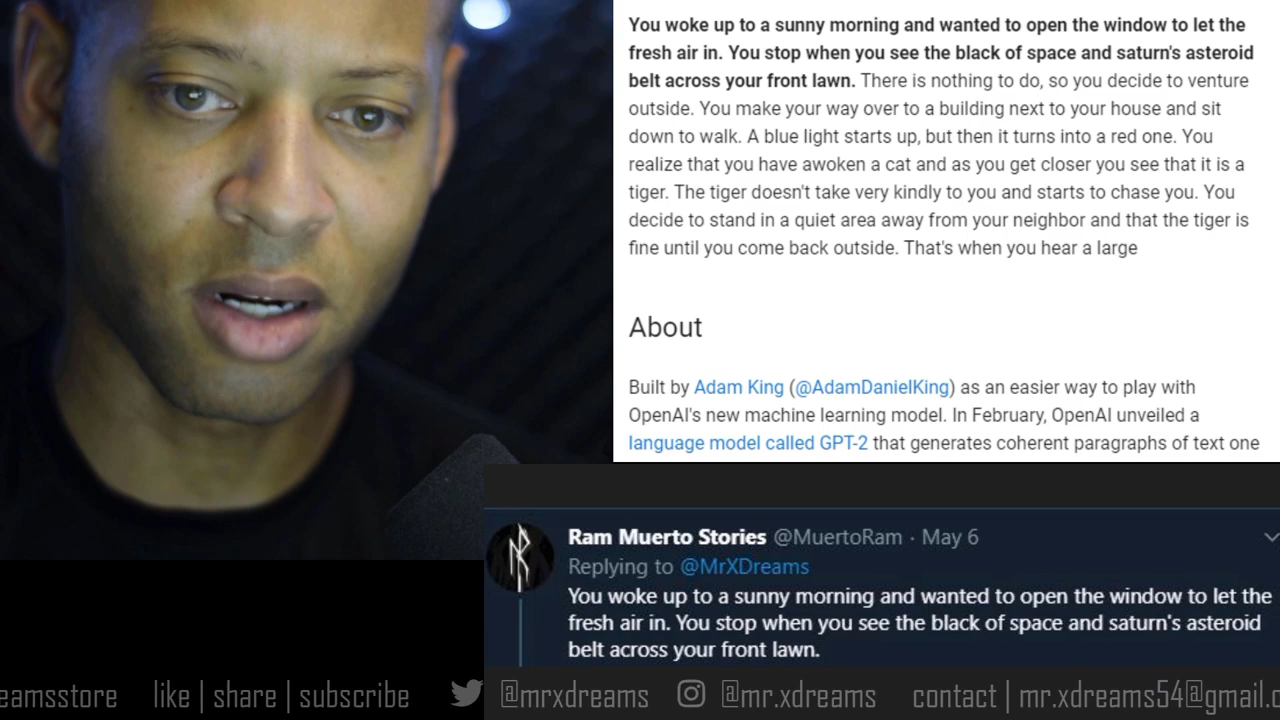 You woke up to a sunny morning and wanted to open the window to let the
fresh air in. You stop when you see the black of space and saturn's asteroid
belt across your front lawn. There is nothing to do, so you decide to venture
outside. You make your way over to a building next to your house and sit
down to walk. A blue light starts up, but then it turns into a red one. You
realize that you have awoken a cat and as you get closer you see that it is a
tiger. The tiger doesn't take very kindly to you and starts to chase you. You
decide to stand in a quiet area away from your neighbor and that the tiger is
fine until you come back outside. That's when you hear a large
About
Built by Adam King (@AdamDanielKing) as an easier way to play with
OpenAI's new machine learning model. In February, OpenAI unveiled a
language model called GPT-2 that generates coherent paragraphs of text one
Ram Muerto Stories @MuertoRam · May 6
Replying to @MrXDreams
You woke up to a sunny morning and wanted to open the window to let the
fresh air in. You stop when you see the black of space and saturn's asteroid
belt across your front lawn.
eamsstore like | share | subscribe @mrxdreams @mr.xdreams contact | mr.xdreams54@gmail.c